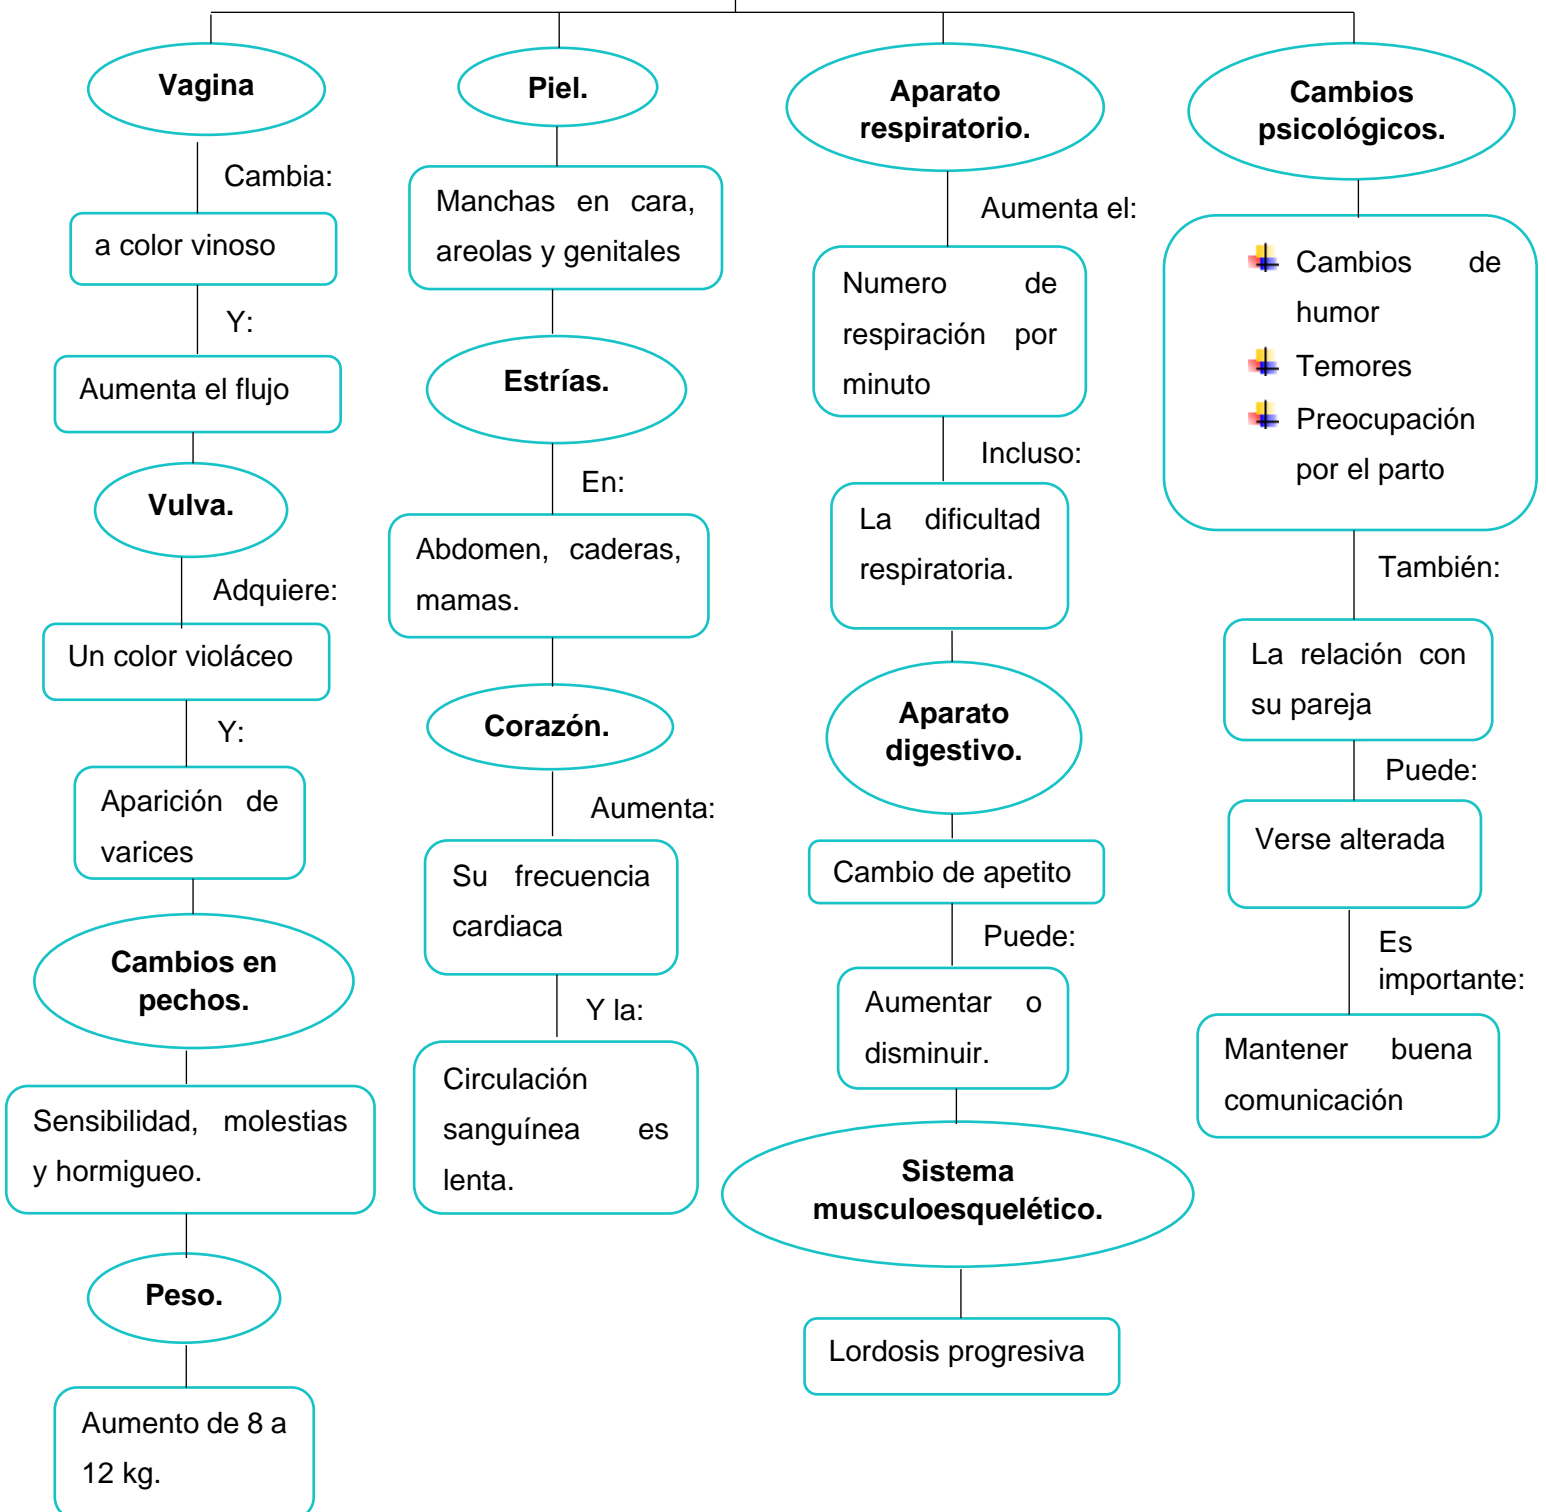 Vagina
Cambia:
a color vinoso
Y:
Aumenta el flujo
Vulva.
Adquiere:
Un color violáceo
Y:
Aparición de
varices
Cambios en
pechos.
Sensibilidad, molestias
y hormigueo.
Peso.
Aumento de 8 a
12 kg.
Piel.
Manchas en cara,
areolas y genitales
Estrías.
En:
Abdomen, caderas,
mamas.
Corazón.
Aumenta:
Su frecuencia
cardiaca
Y la:
Circulación
sanguínea es
lenta.
Aparato
respiratorio.
Aumenta el:
Numero de
respiración por
minuto
Incluso:
La dificultad
respiratoria.
Aparato
digestivo.
Cambio de apetito
Puede:
Aumentar o
disminuir.
Sistema
musculoesquelético.
Lordosis progresiva
Cambios
psicológicos.
Cambios de
humor
Temores
Preocupación
por el parto
También:
La relación con
su pareja
Puede:
Verse alterada
Es
importante:
Mantener buena
comunicación